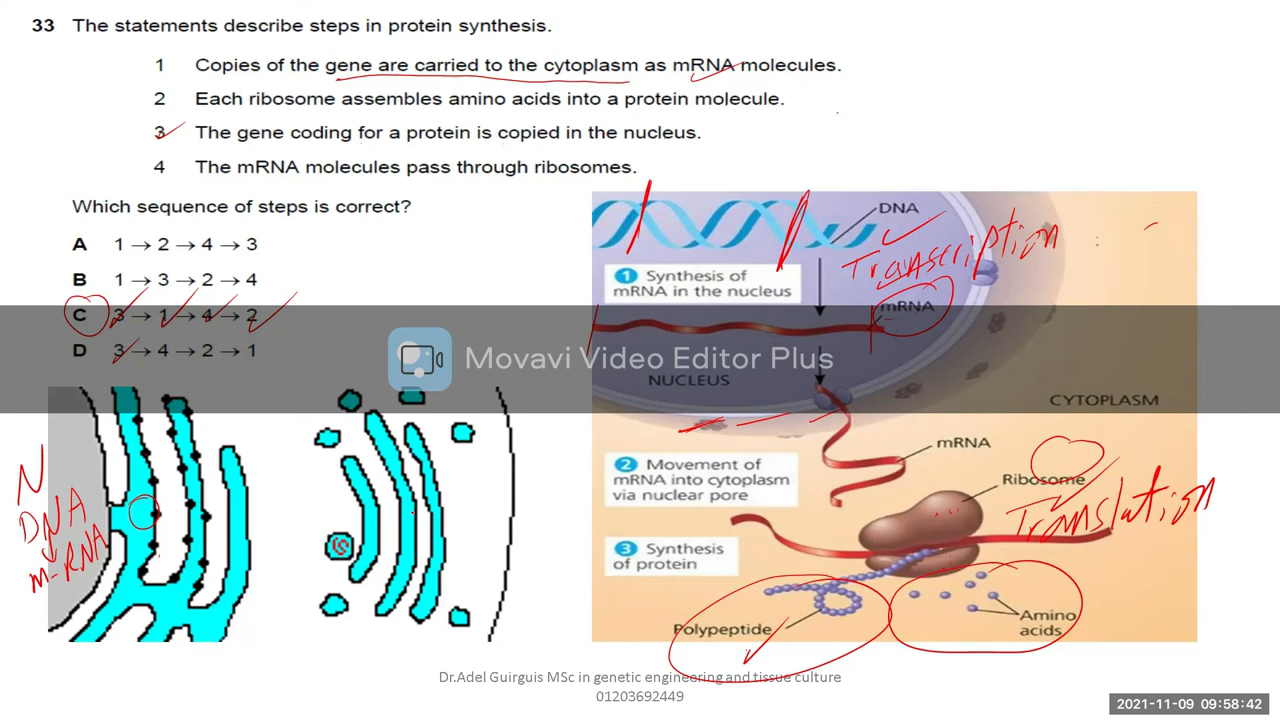 33 The statements describe steps in protein synthesis.
1 Copies of the gene are carried to the cytoplasm as mRNA molecules.
2 Each ribosome assembles amino acids into a protein molecule.
3 The gene coding for a protein is copied in the nucleus.
4 The mRNA molecules pass through ribosomes.
Which sequence of steps is correct?
A 1 → 2 → 4 → 3
B 1 → 3 → 2 → 4
C 3 → 1 → 4 → 2
D 3 → 4 → 2 → 1
DNA
Transcription
1 Synthesis of
mRNA in the nucleus
mRNA
Movavi Video Editor Plus
NUCLEUS
CYTOPLASM
mRNA
2 Movement of
mRNA into cytoplasm
via nuclear pore
Ribosome
Translation
3 Synthesis
of protein
Polypeptide
Amino
acids
N
DNA
m-RNA
Dr.Adel Guirguis MSc in genetic engineering and tissue culture
01203692449
2021-11-09 09:58:42